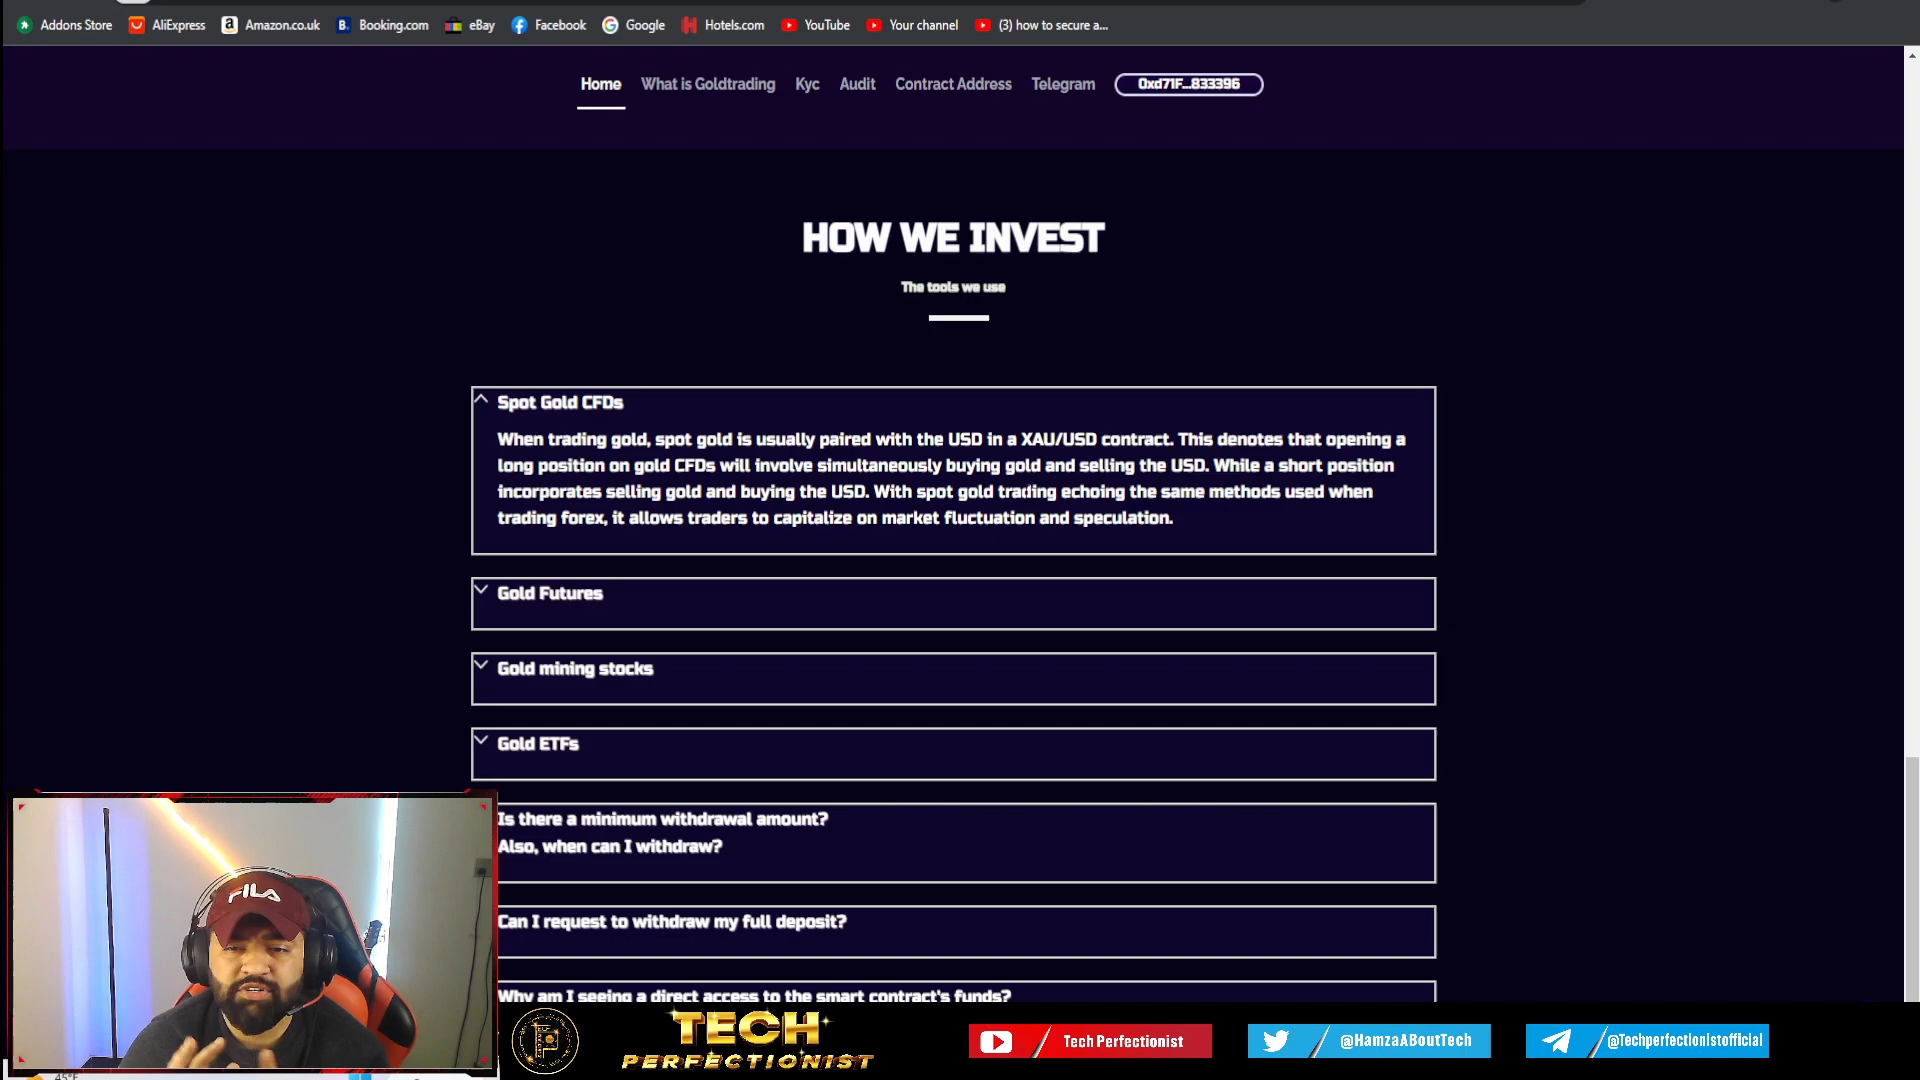 Addons Store AliExpress Amazon.co.uk Booking.com eBay Facebook Google Hotels.com YouTube Your channel (3) how to secure a...
Home What is Goldtrading Kyc Audit Contract Address Telegram 0xd71F...833396
HOW WE INVEST
The tools we use
Spot Gold CFDs
When trading gold, spot gold is usually paired with the USD in a XAU/USD contract. This denotes that opening a
long position on gold CFDs will involve simultaneously buying gold and selling the USD. While a short position
incorporates selling gold and buying the USD. With spot gold trading echoing the same methods used when
trading forex, it allows traders to capitalize on market fluctuation and speculation.
Gold Futures
Gold mining stocks
Gold ETFs
Is there a minimum withdrawal amount?
Also, when can I withdraw?
Can I request to withdraw my full deposit?
Why am I seeing a direct access to the smart contract's funds?
FILA
TECH
PERFECTIONIST
Tech Perfectionist
@HamzaABoutTech
@Techperfectionistofficial
45°F